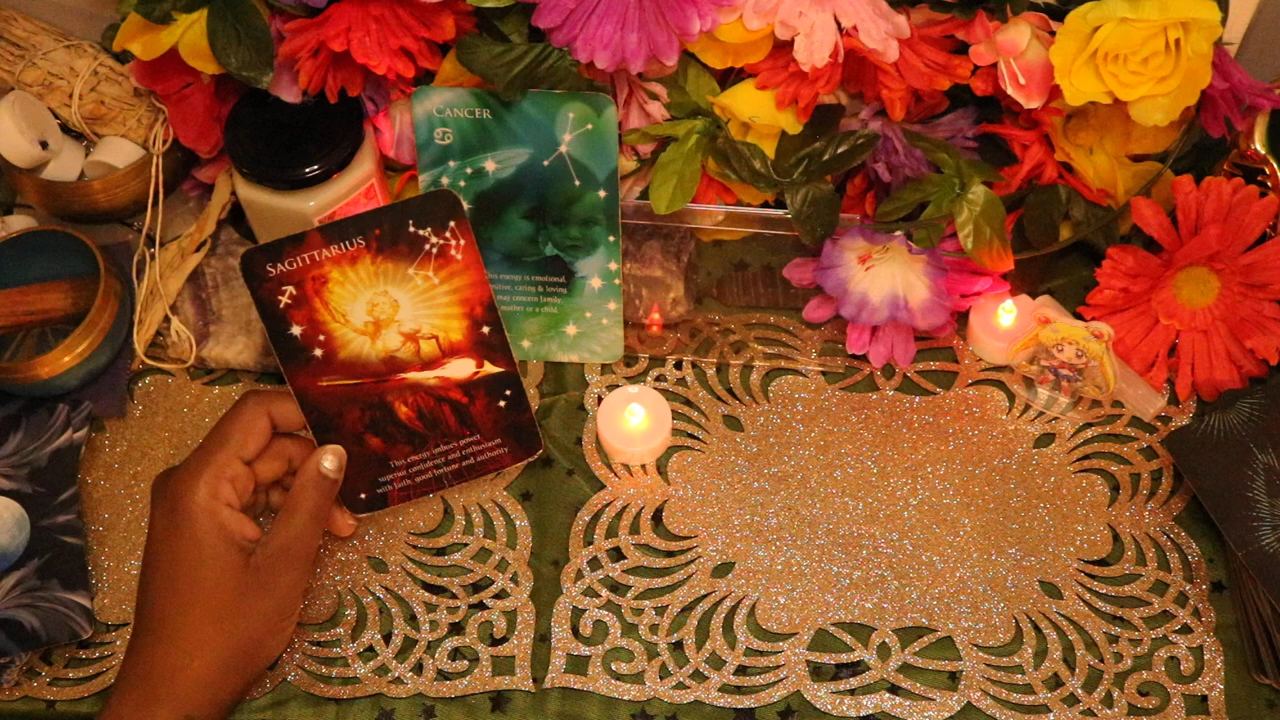 CANCER
♋
This energy is emotional,
sensitive, caring & loving
may concern family,
mother or a child.
SAGITTARIUS
♐
This energy imbues power
superior confidence and enthusiasm
with faith, good fortune and authority